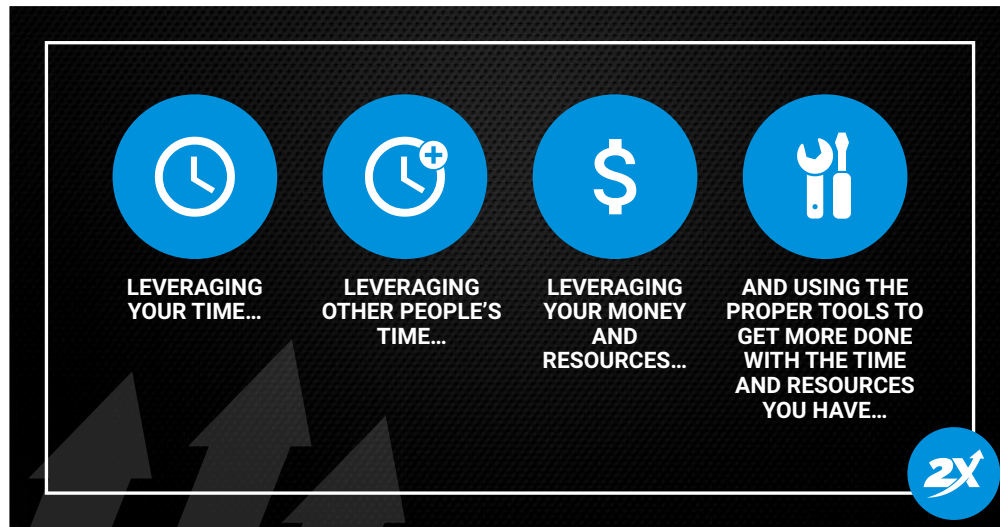 LEVERAGING
YOUR TIME…
LEVERAGING
OTHER PEOPLE’S
TIME…
LEVERAGING
YOUR MONEY
AND
RESOURCES…
AND USING THE
PROPER TOOLS TO
GET MORE DONE
WITH THE TIME
AND RESOURCES
YOU HAVE…
2X